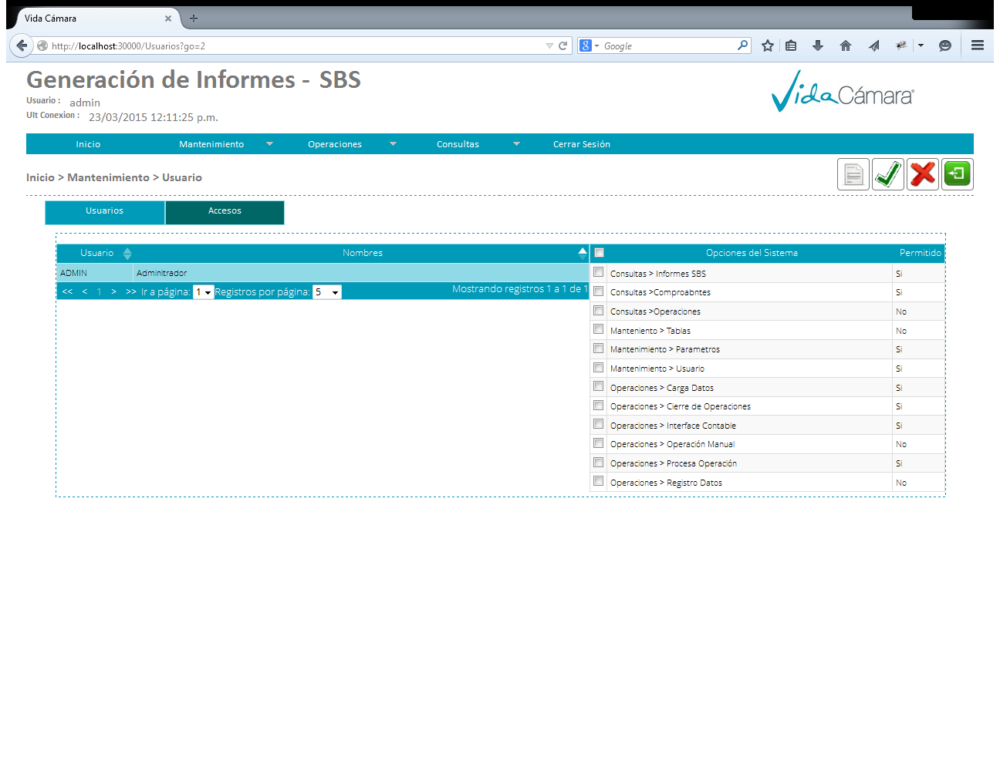 Vida Cámara
http://localhost:30000/Usuarios?go=2
8 Google
Generación de Informes - SBS
Usuario : admin
Ult Conexion : 23/03/2015 12:11:25 p.m.
Vida Cámara®
Inicio Mantenimiento Operaciones Consultas Cerrar Sesión
Inicio > Mantenimiento > Usuario
Usuarios Accesos
Usuario Nombres Opciones del Sistema Permitido
ADMIN Adminitrador
<< < 1 > >> Ir a página: 1 Registros por página: 5 Mostrando registros 1 a 1 de 1
Consultas > Informes SBS Si
Consultas >Comproabntes Si
Consultas >Operaciones No
Manteniento > Tablas No
Mantenimiento > Parametros Si
Mantenimiento > Usuario Si
Operaciones > Carga Datos Si
Operaciones > Cierre de Operaciones Si
Operaciones > Interface Contable Si
Operaciones > Operación Manual No
Operaciones > Procesa Operación Si
Operaciones > Registro Datos No